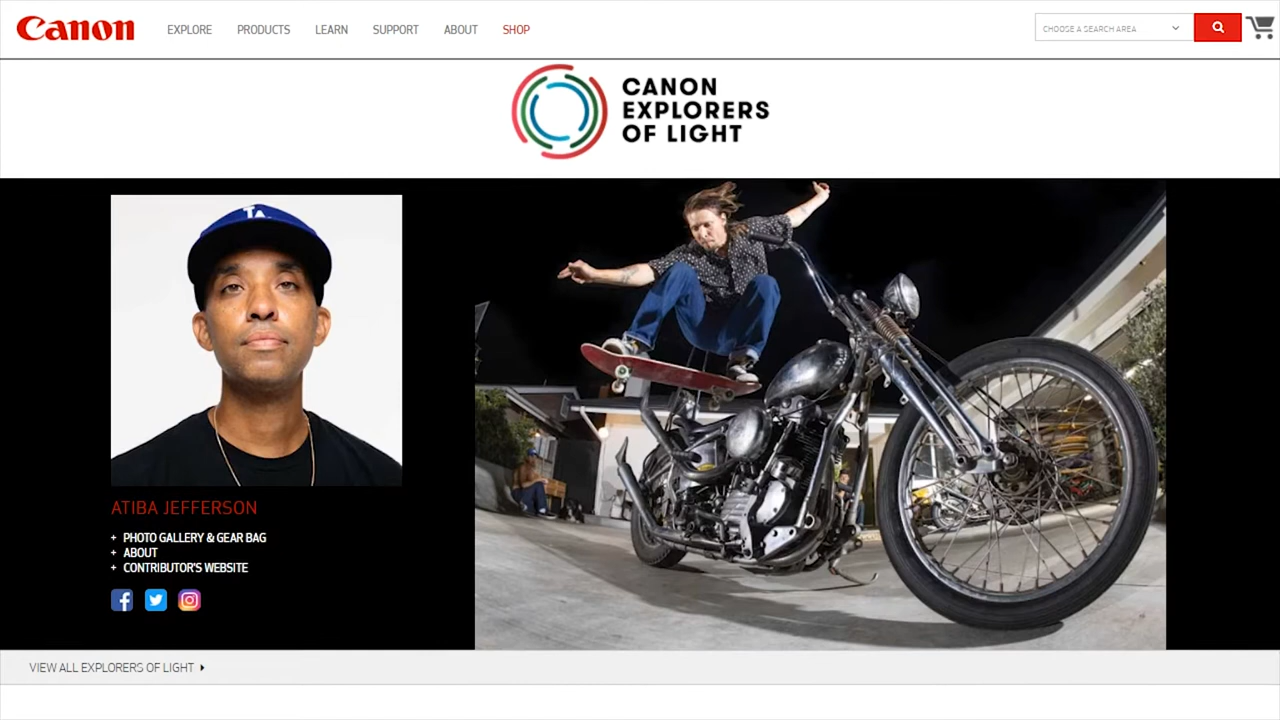 Canon
EXPLORE
PRODUCTS
LEARN
SUPPORT
ABOUT
SHOP
CHOOSE A SEARCH AREA
CANON
EXPLORERS
OF LIGHT
TA
ATIBA JEFFERSON
+ PHOTO GALLERY & GEAR BAG
+ ABOUT
+ CONTRIBUTOR'S WEBSITE
VIEW ALL EXPLORERS OF LIGHT